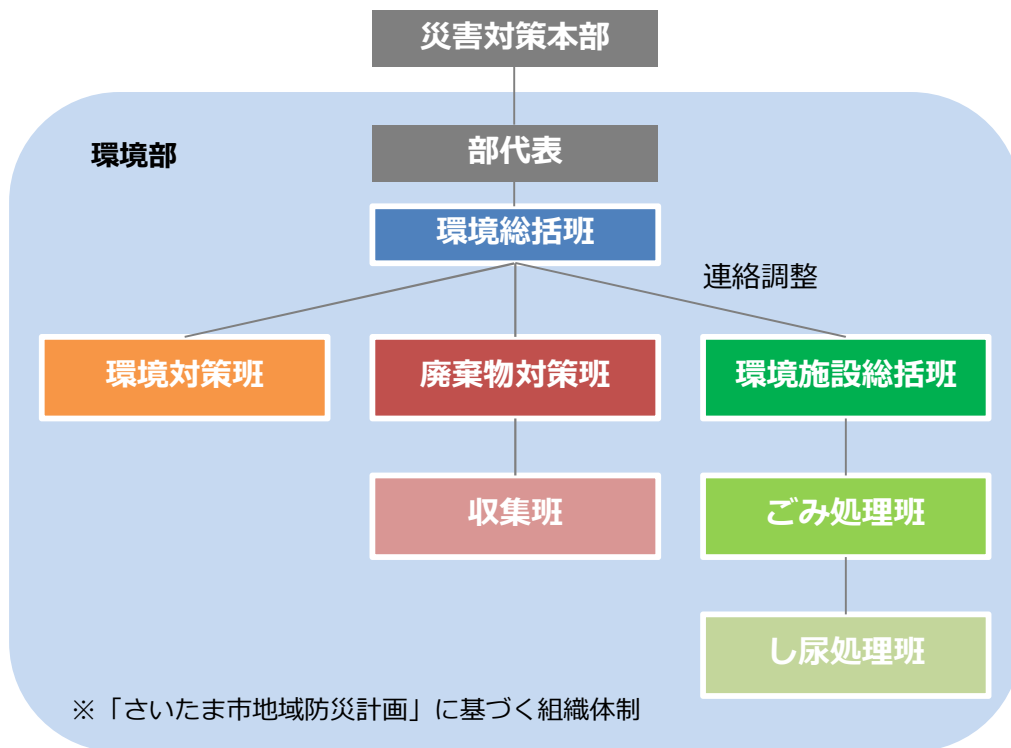 災害対策本部
環境部
部代表
環境総括班
連絡調整
環境対策班
廃棄物対策班
環境施設総括班
収集班
ごみ処理班
し尿処理班
※「さいたま市地域防災計画」に基づく組織体制